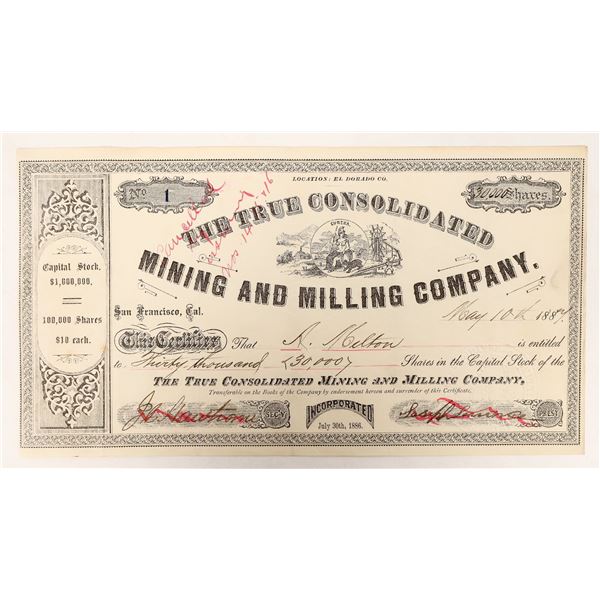 LOCATION: EL DORADO CO.
No 1
30,000 Shares.
Cancelled
THE TRUE CONSOLIDATED
EUREKA
MINING AND MILLING COMPANY.
Capital Stock,
$1,000,000,
100,000 Shares
$10 each.
San Francisco, Cal. May 10th 1887
This Certifies That A. Milton is entitled
to Thirty thousand (30,000) Shares in the Capital Stock of the
THE TRUE CONSOLIDATED MINING AND MILLING COMPANY,
Transferable on the Books of the Company by endorsement hereon and surrender of this Certificate.
SEC'Y
INCORPORATED
July 30th, 1886.
PREST